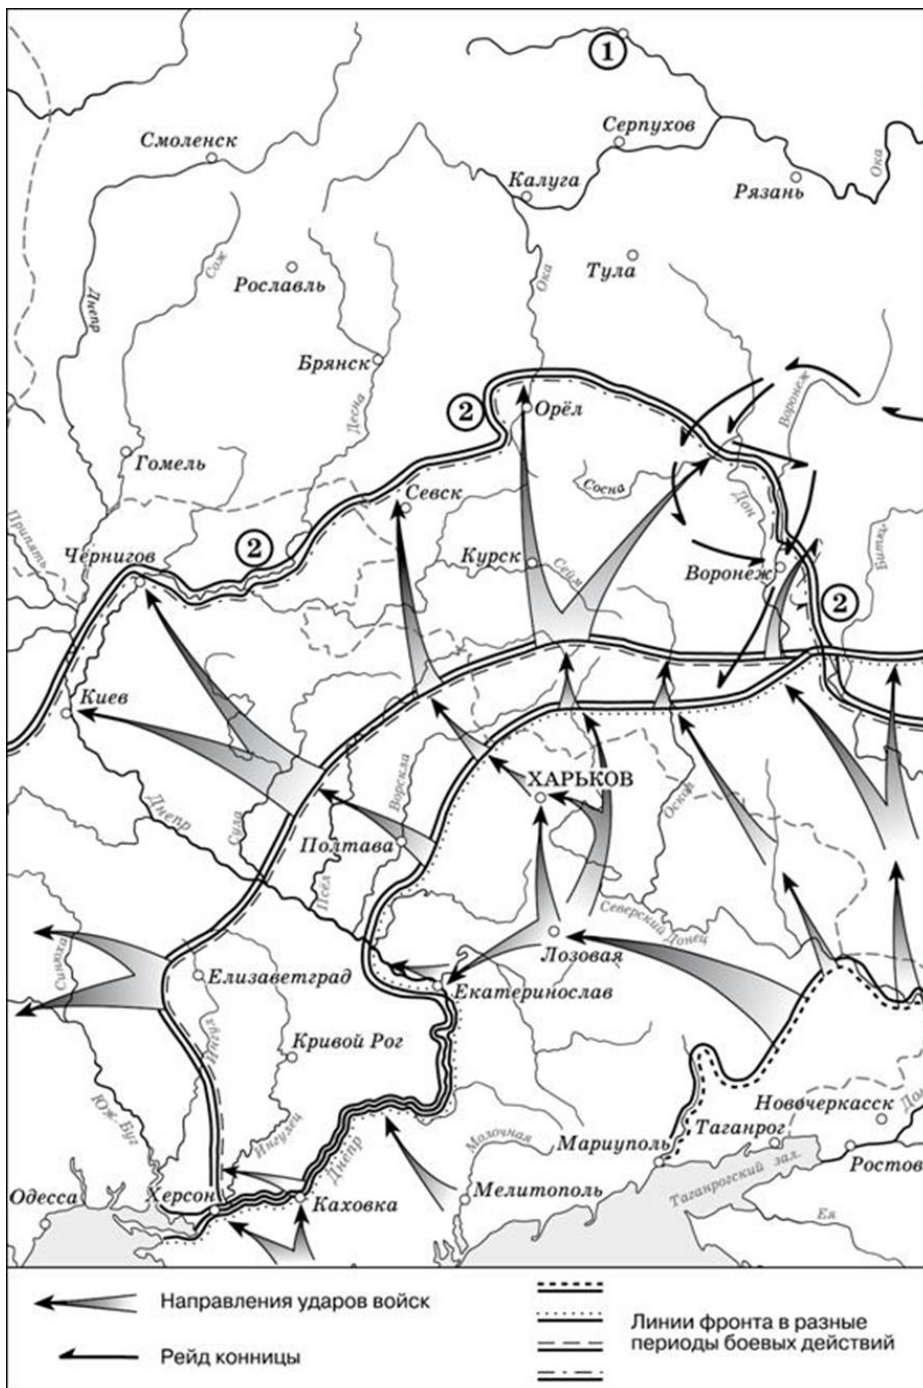 1
Серпухов
Смоленск
Калуга
Рязань
Ока
Сож
Тула
Рославль
Ока
Днепр
Брянск
Воронеж
2
Орёл
Десна
Гомель
Севск
Сосна
Дон
Припять
2
Чернигов
Курск
Сейм
Воронеж
Битюг
2
Киев
ХАРЬКОВ
Ворскла
Оскол
Днепр
Сула
Полтава
Псёл
Северский Донец
Синюха
Лозовая
Елизаветград
Екатеринослав
Ингул
Кривой Рог
Юж. Буг
Ингулец
Днепр
Молочная
Новочеркасск
Дон
Мариуполь
Таганрог
Таганрогский зал.
Ростов
Одесса
Херсон
Каховка
Мелитополь
Ея
Направления ударов войск
Рейд конницы
Линии фронта в разные
периоды боевых действий